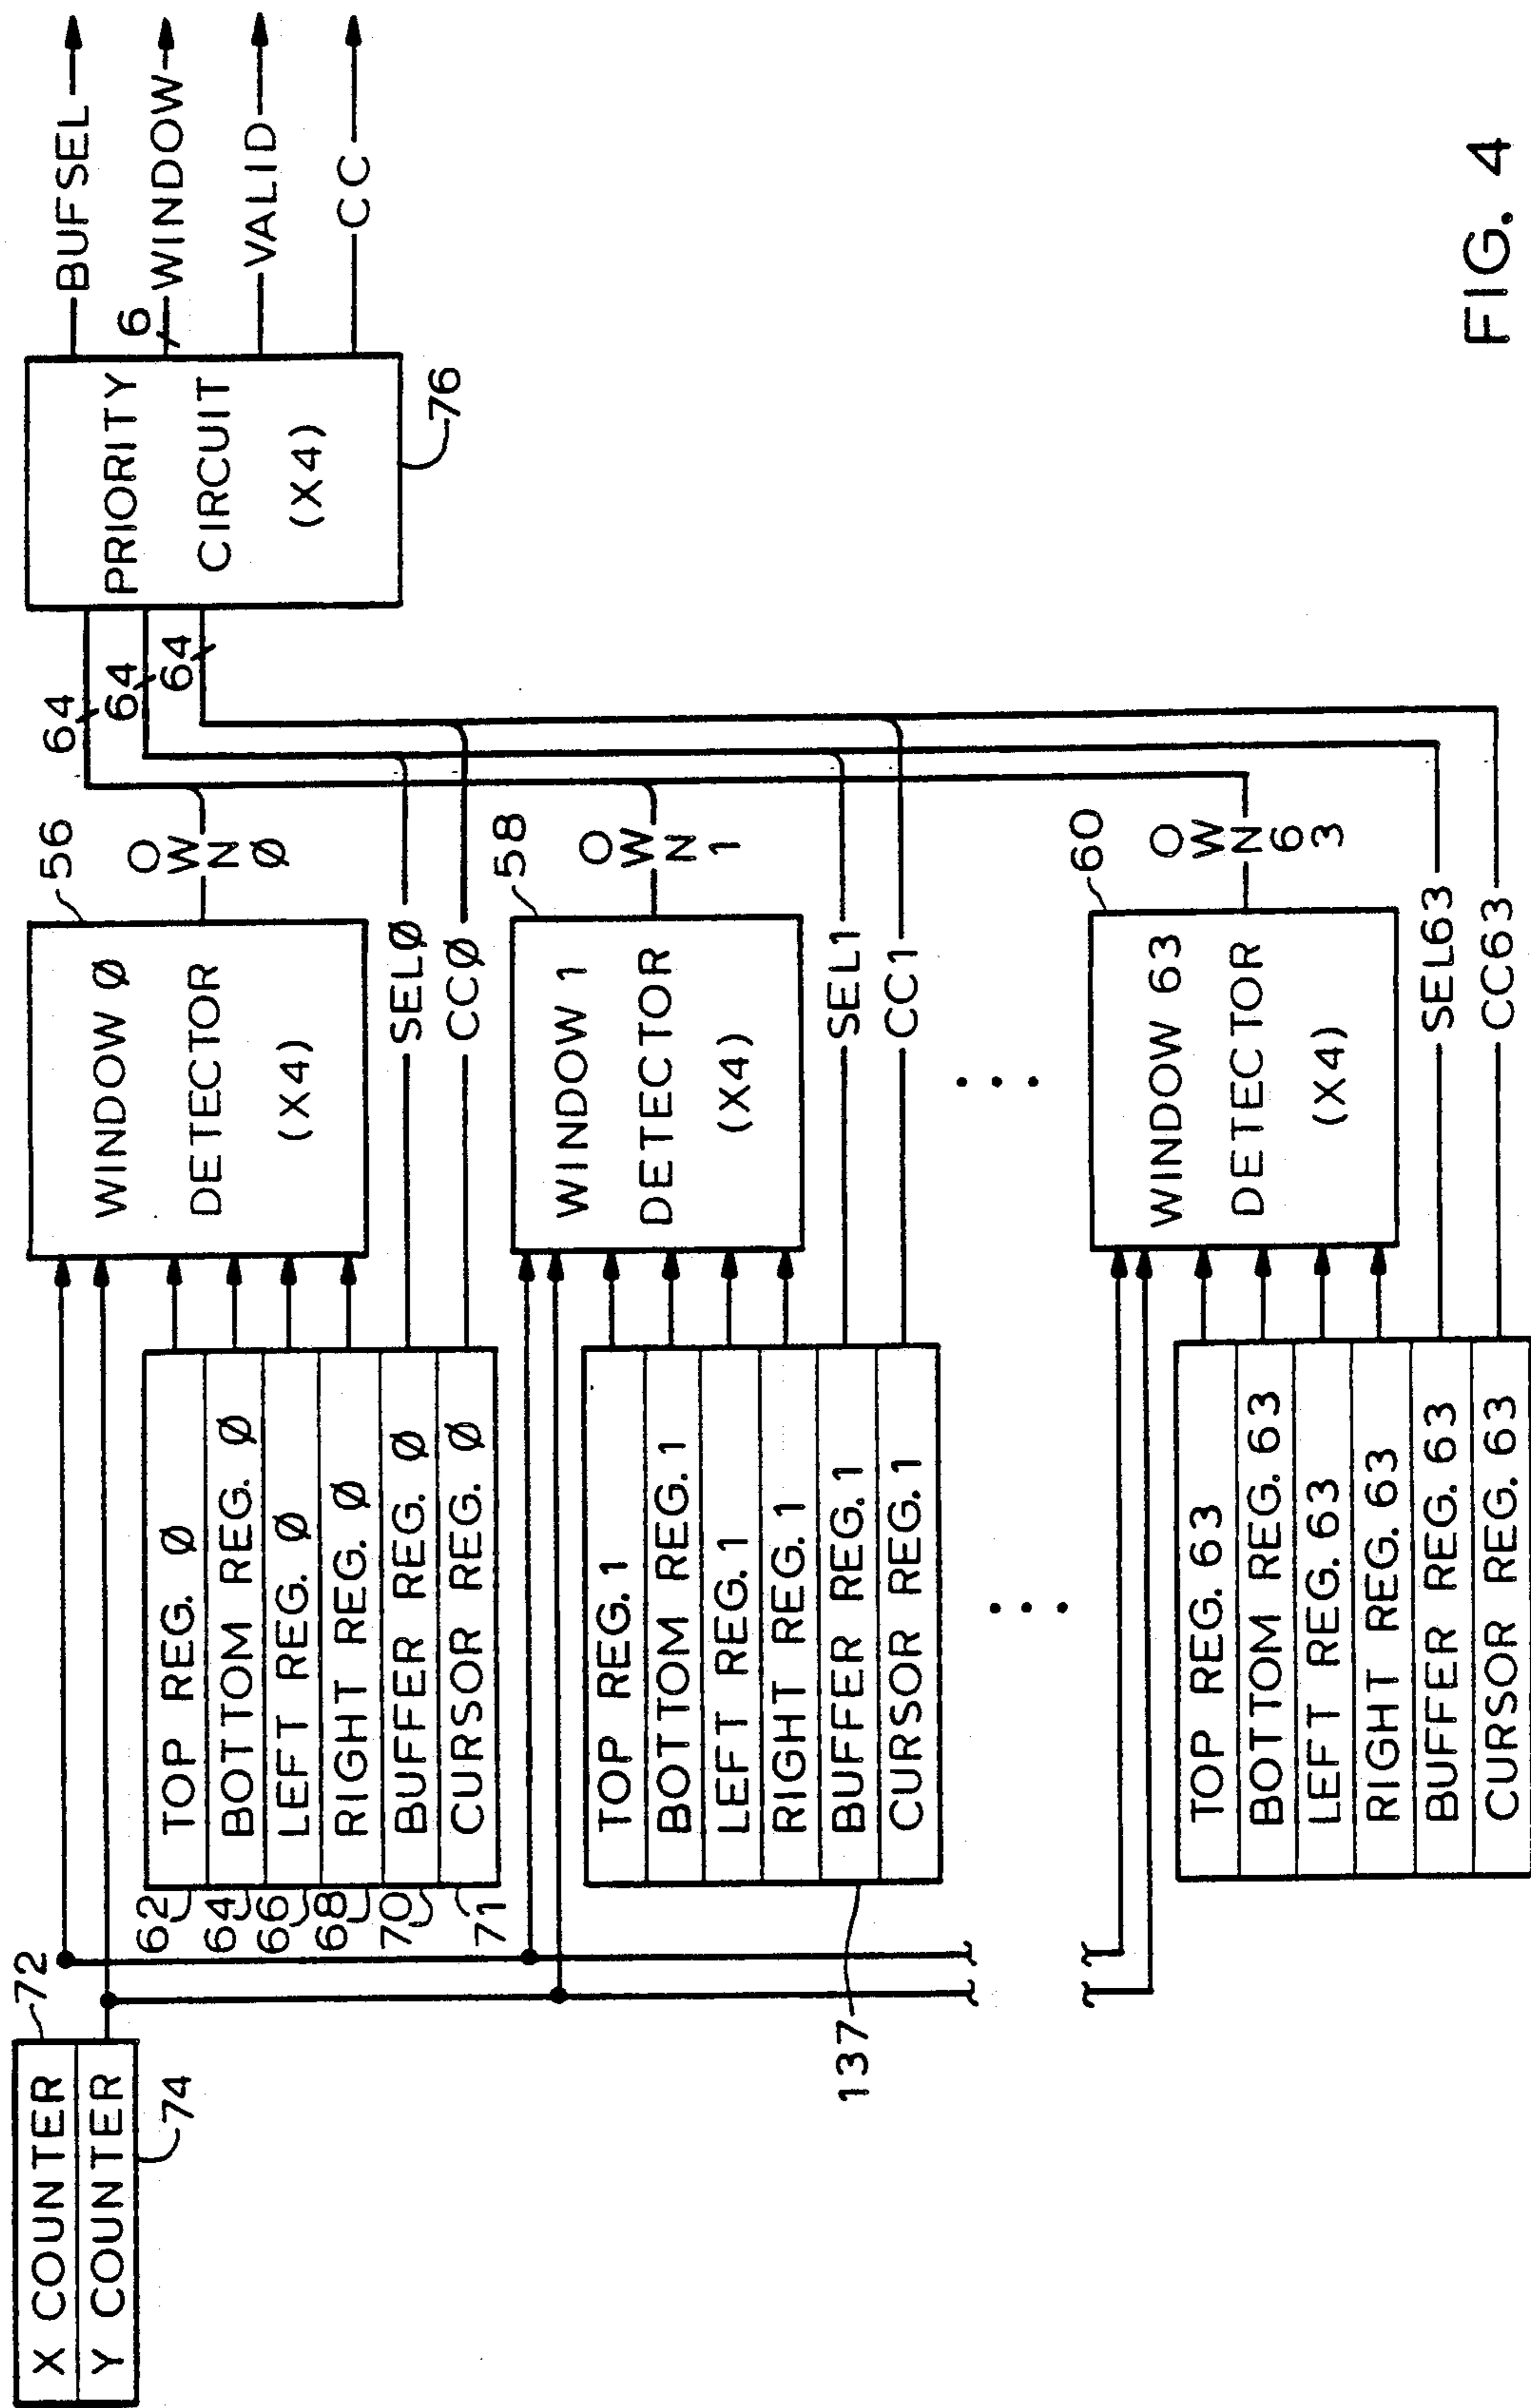 X COUNTER
72
Y COUNTER
74
62
TOP REG. Ø
64
BOTTOM REG. Ø
66
LEFT REG. Ø
68
RIGHT REG. Ø
70
BUFFER REG. Ø
71
CURSOR REG. Ø
WINDOW Ø
DETECTOR
(X4)
56
OWNØ
SELØ
CCØ
TOP REG. 1
BOTTOM REG. 1
LEFT REG. 1
RIGHT REG. 1
BUFFER REG. 1
CURSOR REG. 1
137
WINDOW 1
DETECTOR
(X4)
58
OWN1
SEL1
CC1
...
...
TOP REG. 63
BOTTOM REG. 63
LEFT REG. 63
RIGHT REG. 63
BUFFER REG. 63
CURSOR REG. 63
WINDOW 63
DETECTOR
(X4)
60
OWN63
SEL63
CC63
64
64
64
PRIORITY
CIRCUIT
(X4)
76
BUFSEL
6
WINDOW
VALID
CC
FIG. 4